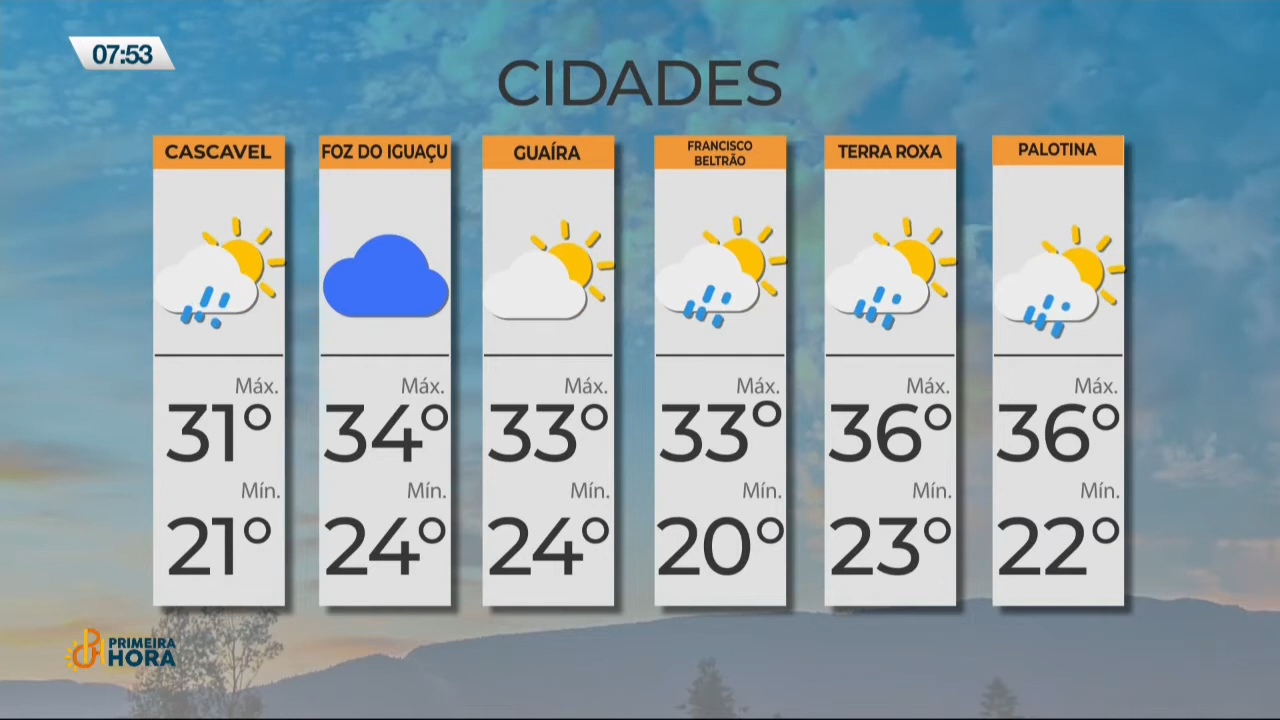 07:53
CIDADES
CASCAVEL
Máx.
31°
Mín.
21°
FOZ DO IGUAÇU
Máx.
34°
Mín.
24°
GUAÍRA
Máx.
33°
Mín.
24°
FRANCISCO
BELTRÃO
Máx.
33°
Mín.
20°
TERRA ROXA
Máx.
36°
Mín.
23°
PALOTINA
Máx.
36°
Mín.
22°
PRIMEIRA
HORA